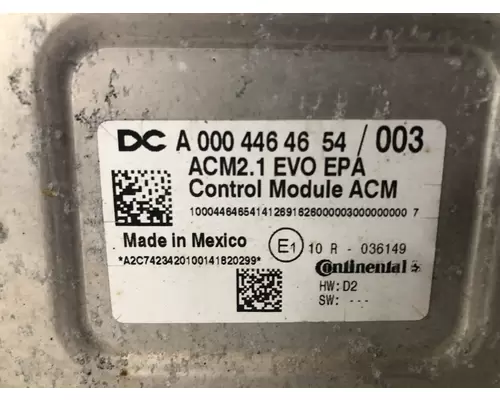 DC A 000 446 46 54 / 003
ACM2.1 EVO EPA
Control Module ACM
10004464654141269162600000300000000 7
Made in Mexico
E1 10 R - 036149
*A2C7423420100141820299*
Continental
HW: D2
SW: ---